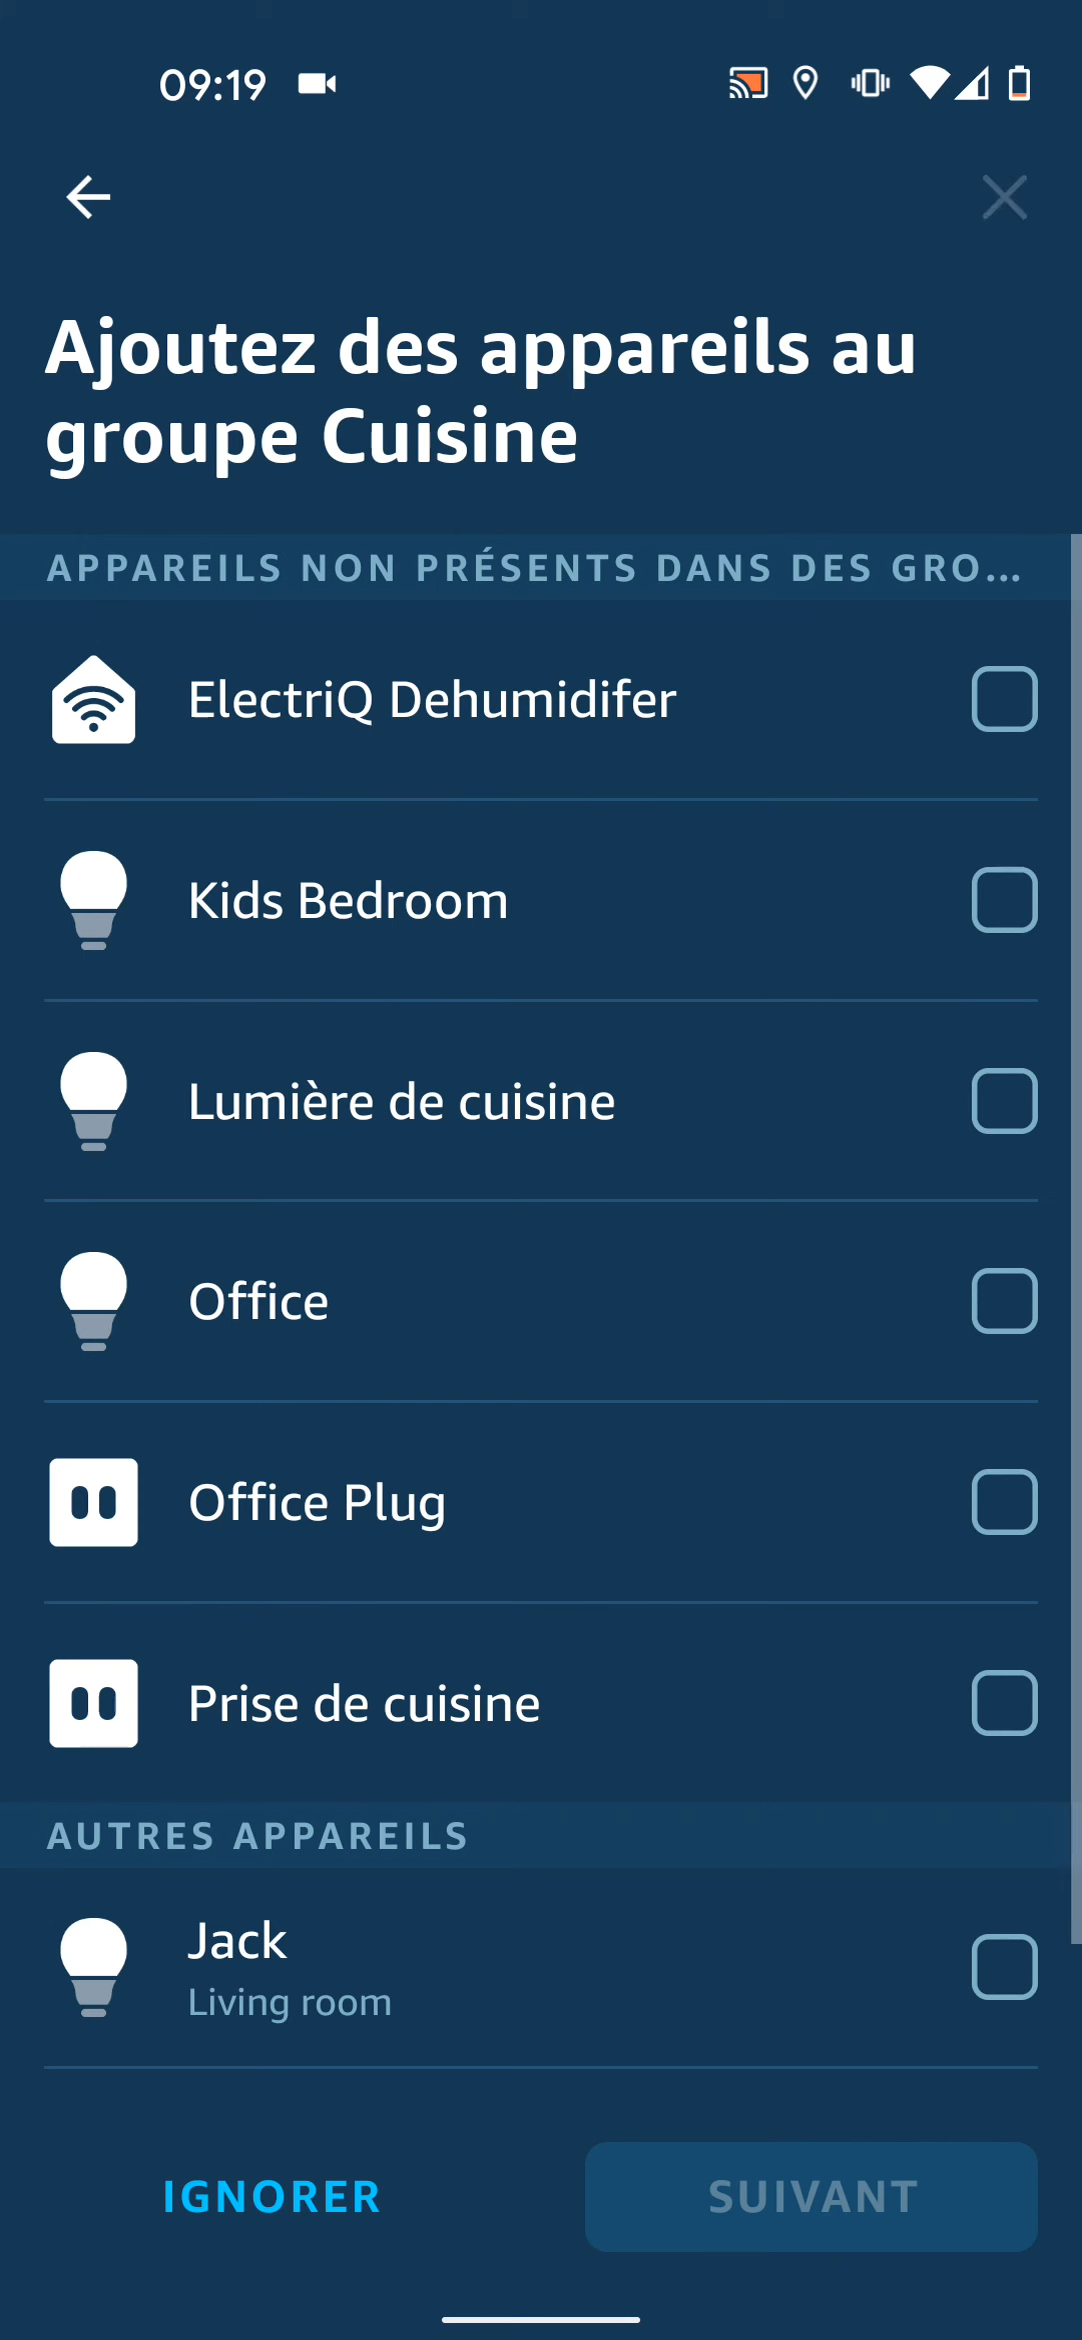 09:19
Ajoutez des appareils au
groupe Cuisine
APPAREILS NON PRÉSENTS DANS DES GRO...
ElectriQ Dehumidifer
Kids Bedroom
Lumière de cuisine
Office
Office Plug
Prise de cuisine
AUTRES APPAREILS
Jack
Living room
IGNORER
SUIVANT